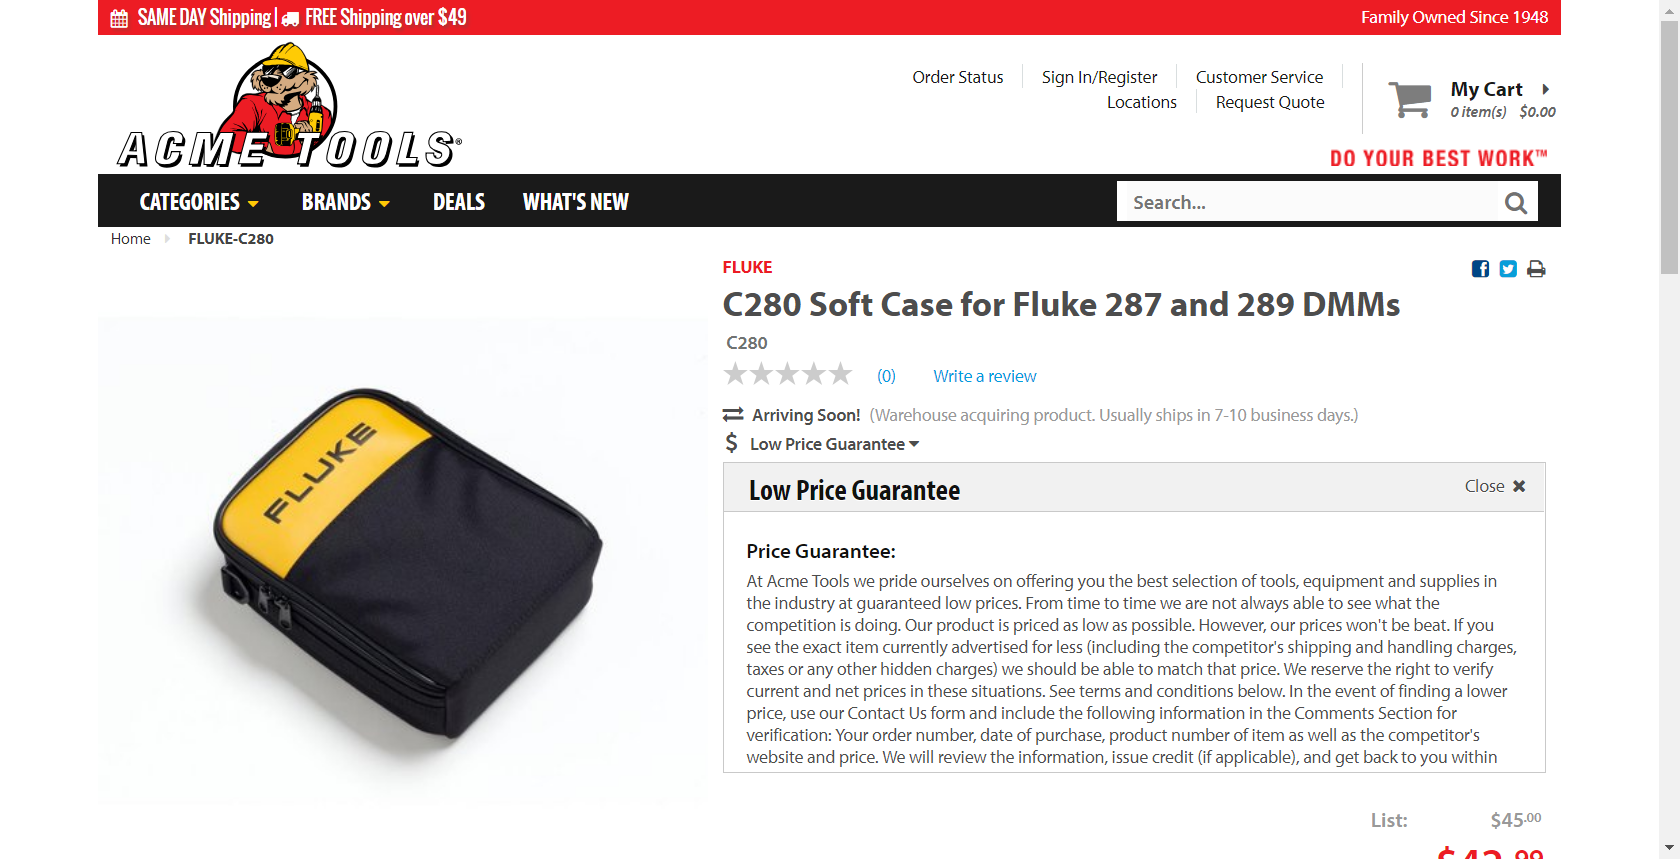 SAME DAY Shipping | FREE Shipping over $49
Family Owned Since 1948
ACME TOOLS®
Order Status
Sign In/Register
Customer Service
Locations
Request Quote
My Cart
0 item(s) $0.00
DO YOUR BEST WORK™
CATEGORIES
BRANDS
DEALS
WHAT'S NEW
Search...
Home
FLUKE-C280
FLUKE
FLUKE
C280 Soft Case for Fluke 287 and 289 DMMs
C280
(0)
Write a review
Arriving Soon! (Warehouse acquiring product. Usually ships in 7-10 business days.)
$ Low Price Guarantee
Low Price Guarantee
Close
Price Guarantee:
At Acme Tools we pride ourselves on offering you the best selection of tools, equipment and supplies in
the industry at guaranteed low prices. From time to time we are not always able to see what the
competition is doing. Our product is priced as low as possible. However, our prices won't be beat. If you
see the exact item currently advertised for less (including the competitor's shipping and handling charges,
taxes or any other hidden charges) we should be able to match that price. We reserve the right to verify
current and net prices in these situations. See terms and conditions below. In the event of finding a lower
price, use our Contact Us form and include the following information in the Comments Section for
verification: Your order number, date of purchase, product number of item as well as the competitor's
website and price. We will review the information, issue credit (if applicable), and get back to you within
List: $45.00